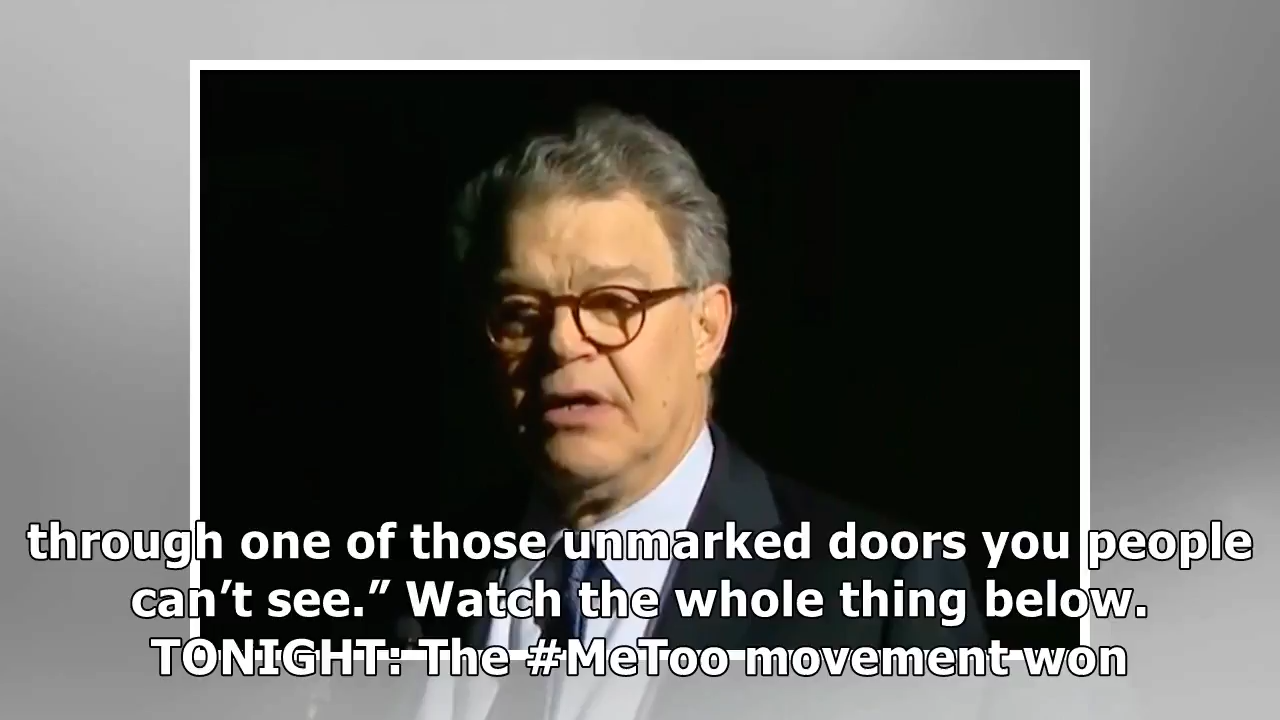 through one of those unmarked doors you people
can’t see.” Watch the whole thing below.
TONIGHT: The #MeToo movement won